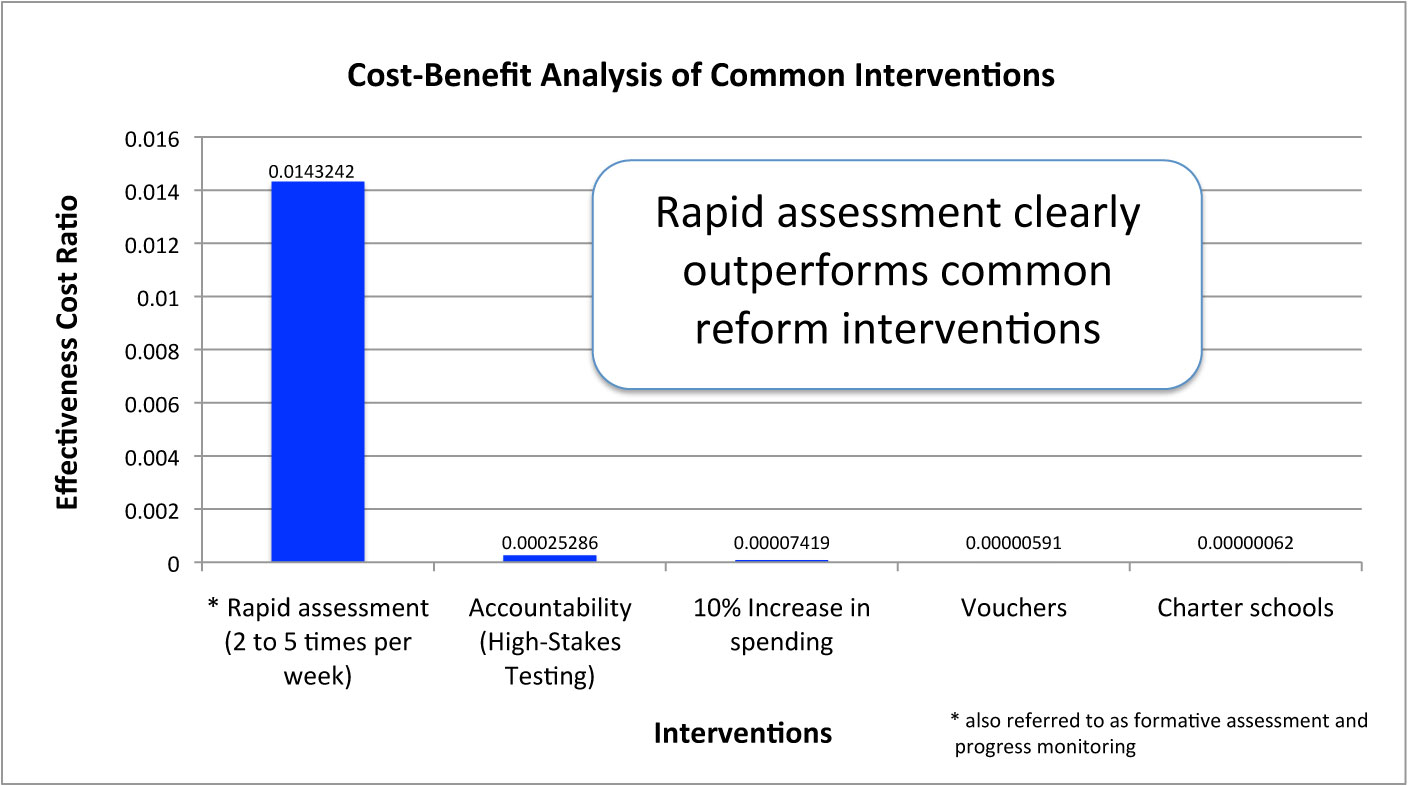 Cost-Benefit Analysis of Common Interventions
Effectiveness Cost Ratio
0.016
0.014
0.012
0.01
0.008
0.006
0.004
0.002
0
0.0143242
0.00025286
0.00007419
0.00000591
0.00000062
Rapid assessment clearly
outperforms common
reform interventions
* Rapid assessment
(2 to 5 times per
week)
Accountability
(High-Stakes
Testing)
10% Increase in
spending
Vouchers
Charter schools
Interventions
* also referred to as formative assessment and
progress monitoring